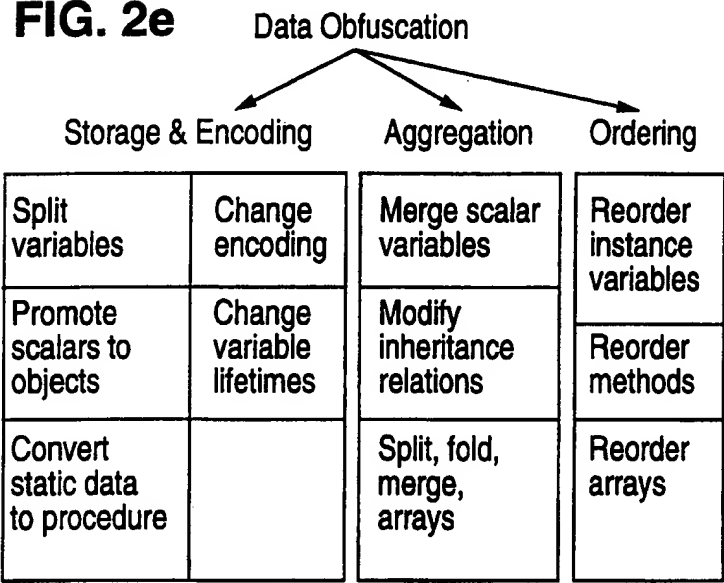 FIG. 2e
Data Obfuscation
Storage & Encoding
Aggregation
Ordering
Split
variables
Change
encoding
Merge scalar
variables
Reorder
instance
variables
Promote
scalars to
objects
Change
variable
lifetimes
Modify
inheritance
relations
Reorder
methods
Convert
static data
to procedure
Split, fold,
merge,
arrays
Reorder
arrays